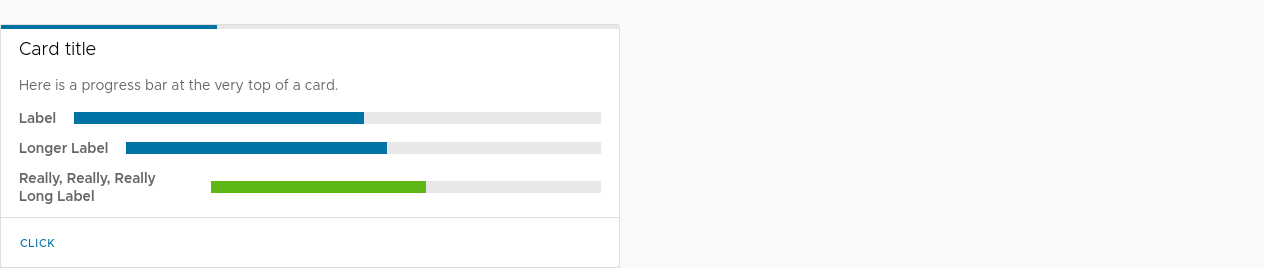 Card title
Here is a progress bar at the very top of a card.
Label
Longer Label
Really, Really, Really
Long Label
CLICK